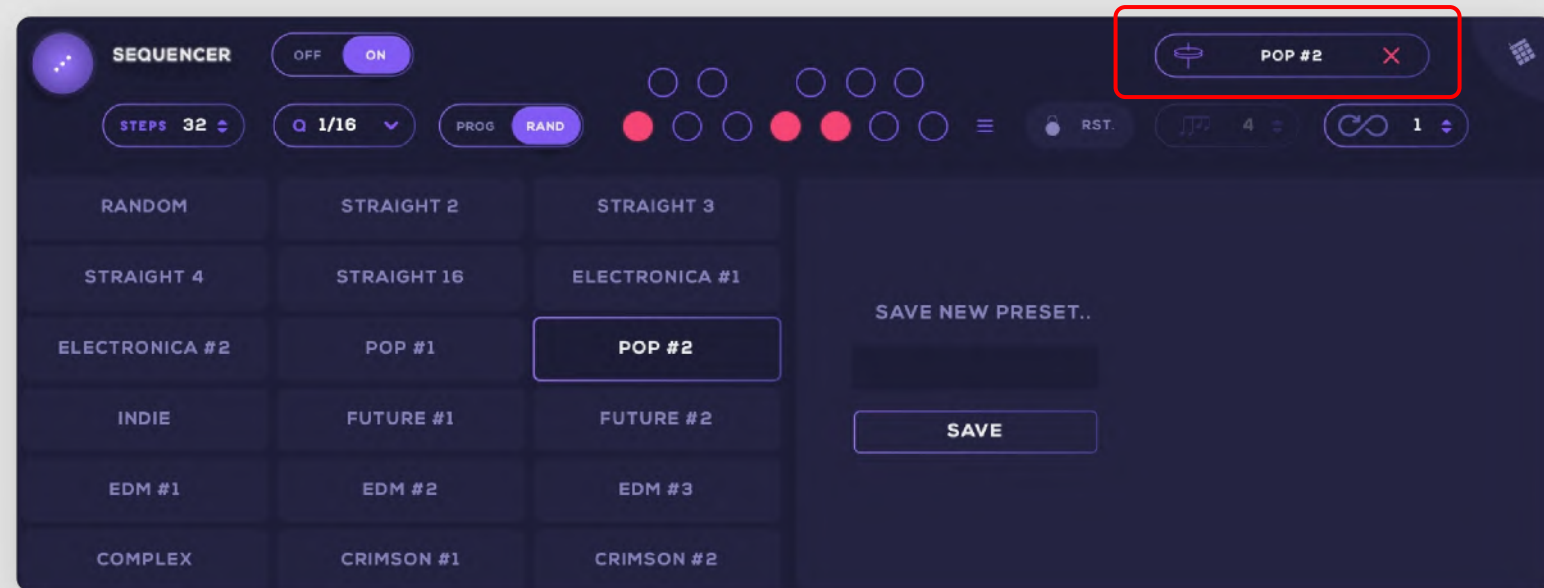 SEQUENCER OFF ON POP #2
STEPS 32 Q 1/16 PROG RAND RST. 4 1
RANDOM STRAIGHT 2 STRAIGHT 3
STRAIGHT 4 STRAIGHT 16 ELECTRONICA #1
SAVE NEW PRESET..
ELECTRONICA #2 POP #1 POP #2
INDIE FUTURE #1 FUTURE #2
SAVE
EDM #1 EDM #2 EDM #3
COMPLEX CRIMSON #1 CRIMSON #2